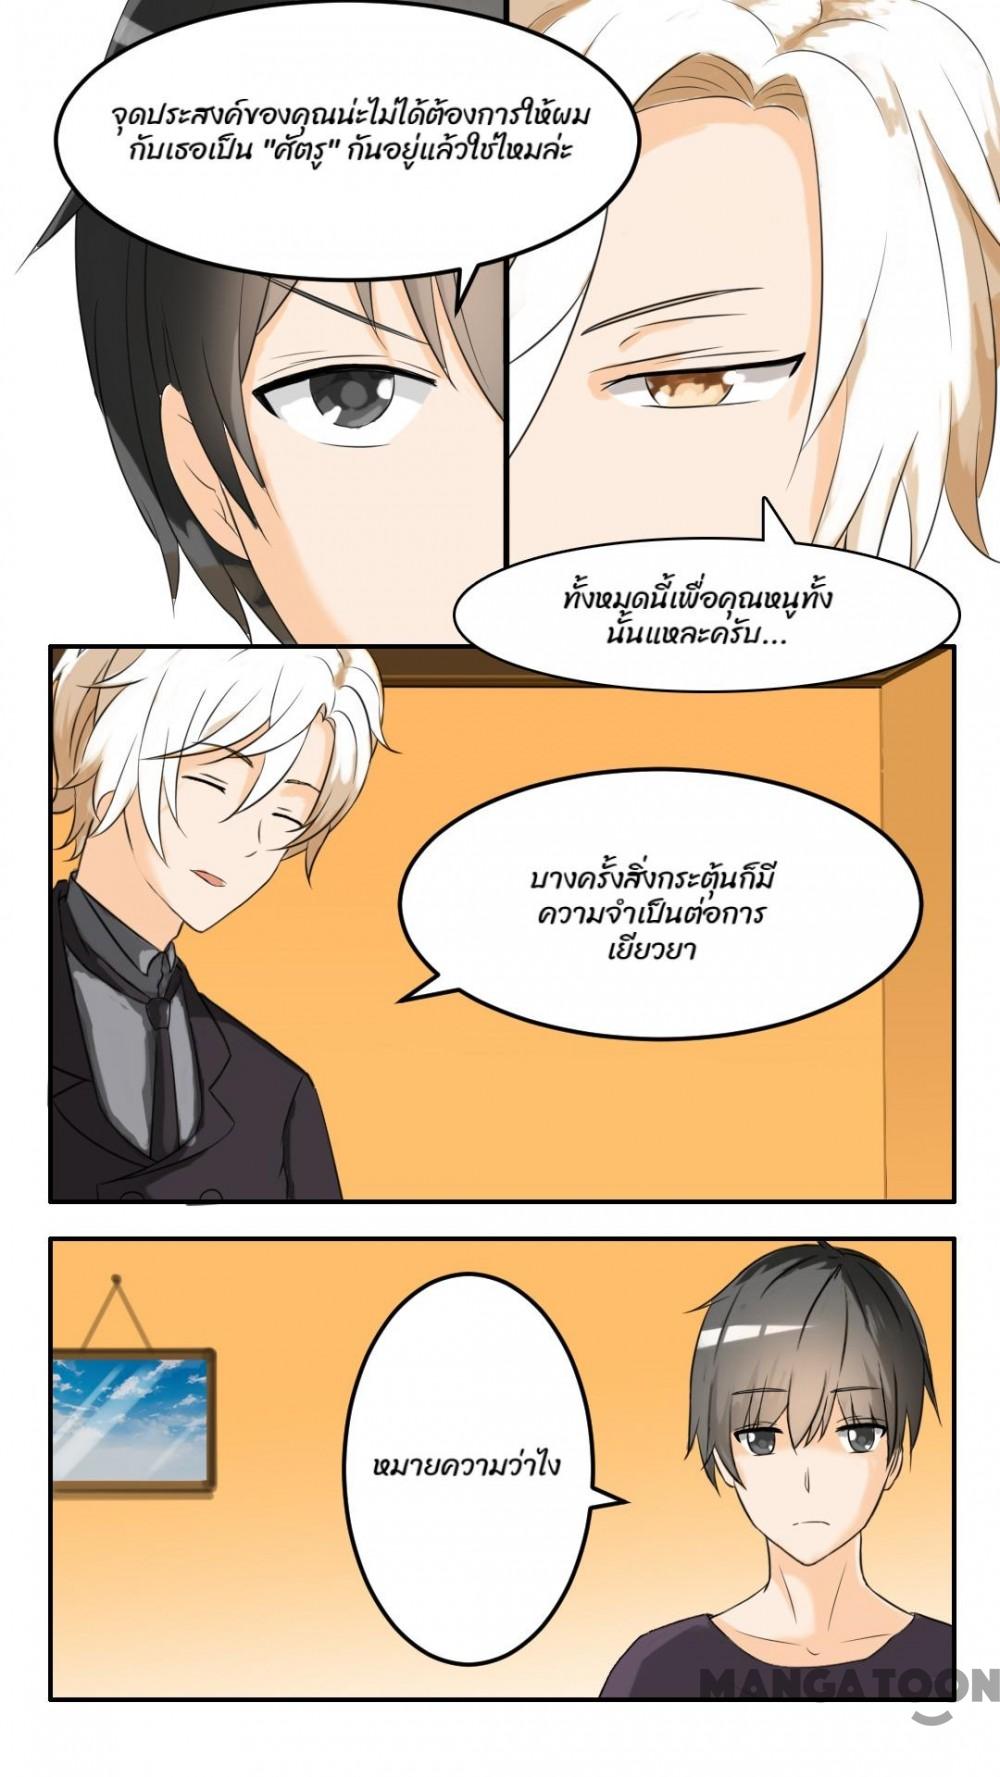 จุดประสงค์ของคุณน่ะไม่ได้ต้องการให้ผม
กับเธอเป็น "ศัตรู" กันอยู่แล้วใช่ไหมล่ะ
ทั้งหมดนี้เพื่อคุณหนูทั้ง
นั้นแหละครับ...
บางครั้งสิ่งกระตุ้นก็มี
ความจำเป็นต่อการ
เยียวยา
หมายความว่าไง
MANGATOON